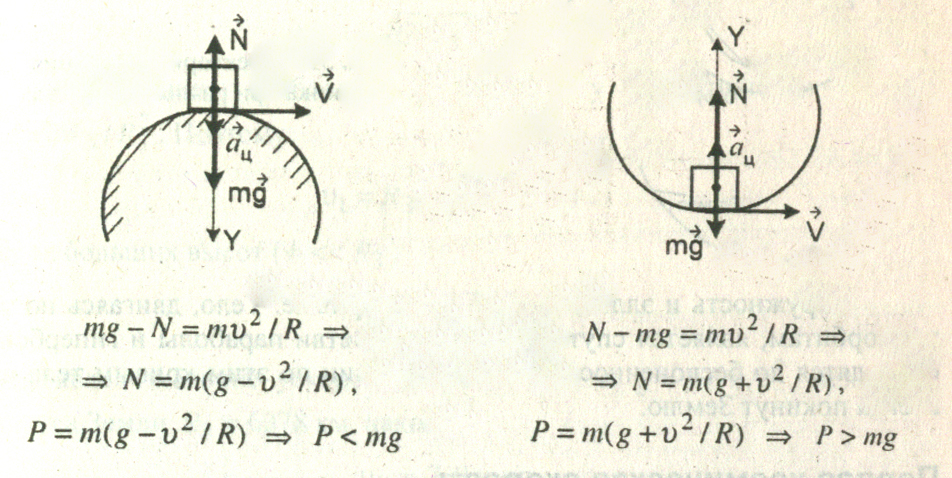 N⃗
V⃗
a⃗ц
mg⃗
Y
mg − N = mυ² / R ⇒
⇒ N = m(g − υ² / R),
P = m(g − υ² / R) ⇒ P < mg
Y
N⃗
a⃗ц
V⃗
mg⃗
N − mg = mυ² / R ⇒
⇒ N = m(g + υ² / R),
P = m(g + υ² / R) ⇒ P > mg